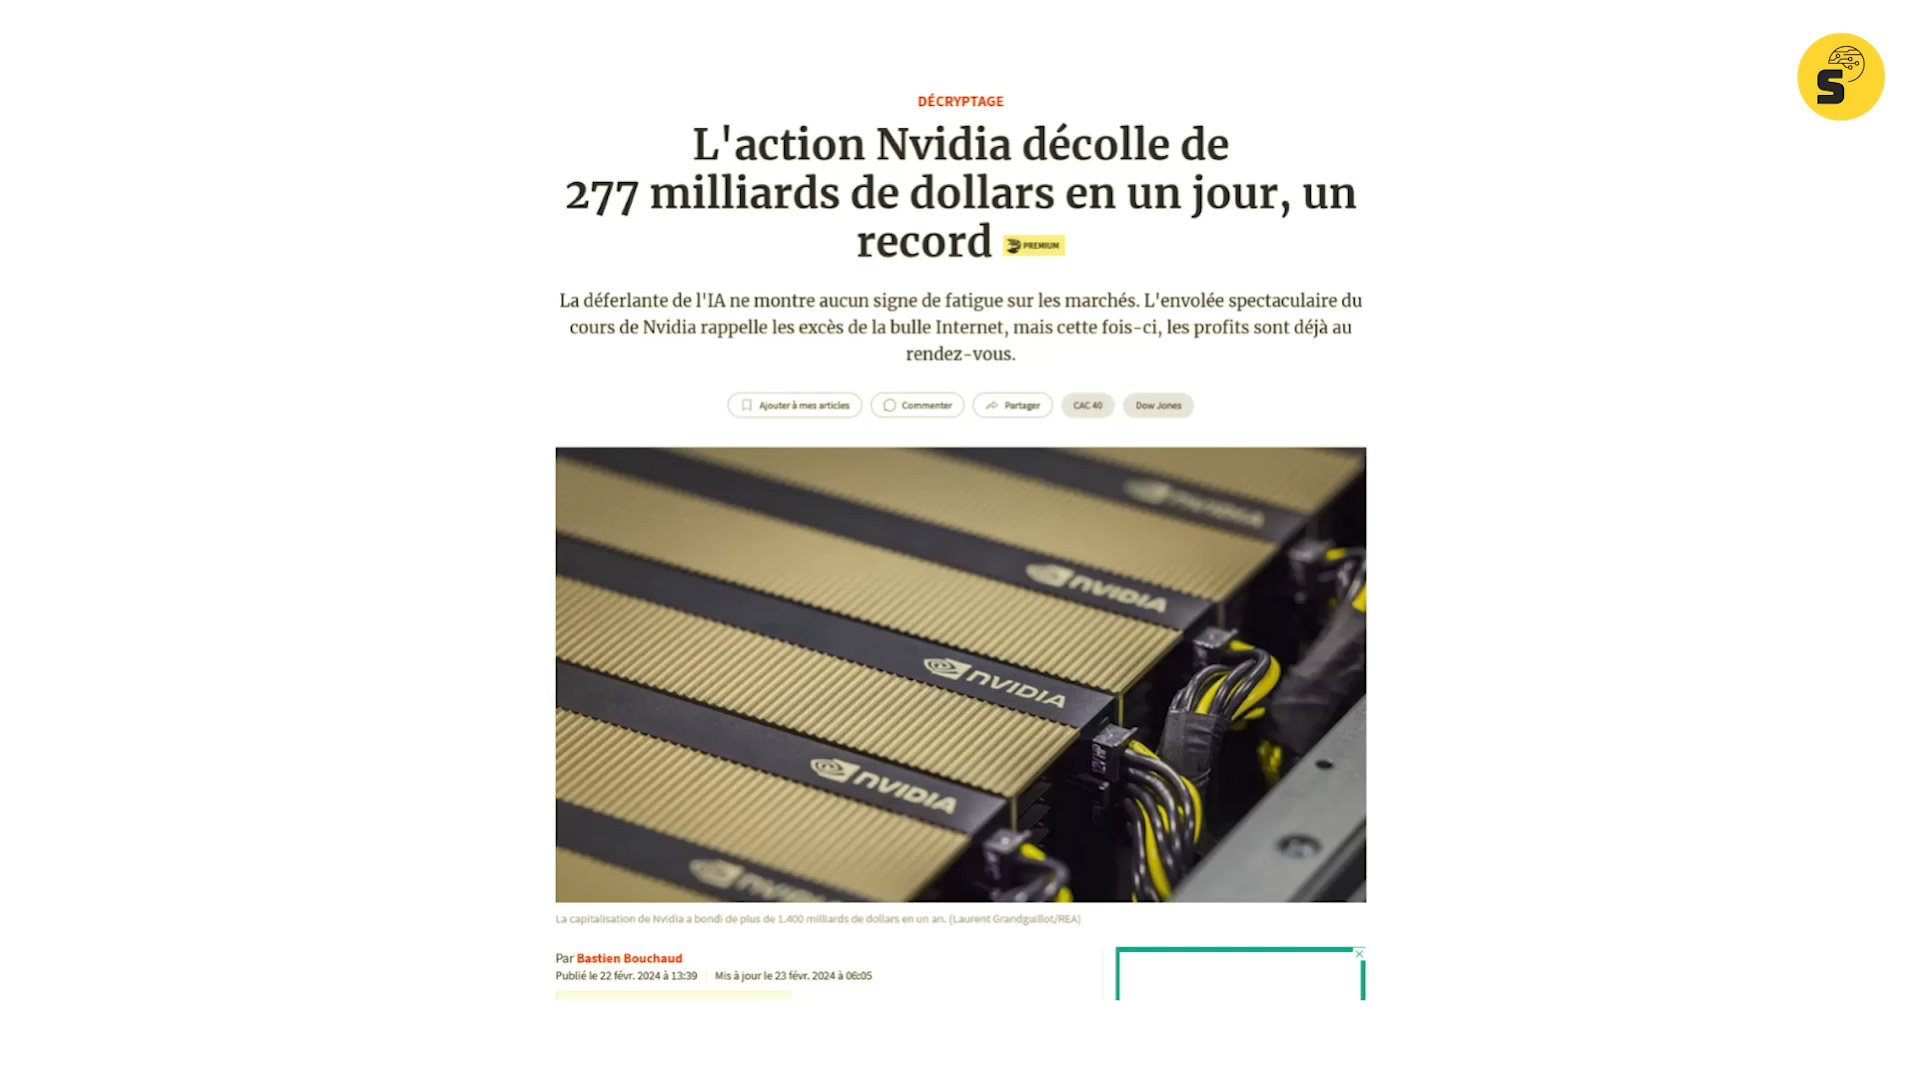 S
DÉCRYPTAGE
L'action Nvidia décolle de
277 milliards de dollars en un jour, un
record PREMIUM
La déferlante de l'IA ne montre aucun signe de fatigue sur les marchés. L'envolée spectaculaire du
cours de Nvidia rappelle les excès de la bulle Internet, mais cette fois-ci, les profits sont déjà au
rendez-vous.
Ajouter à mes articles Commenter Partager CAC 40 Dow Jones
NVIDIA
NVIDIA
NVIDIA
NVIDIA
NVIDIA
La capitalisation de Nvidia a bondi de plus de 1.400 milliards de dollars en un an. (Laurent Grandguillot/REA)
Par Bastien Bouchaud
Publié le 22 févr. 2024 à 13:39 Mis à jour le 23 févr. 2024 à 06:05